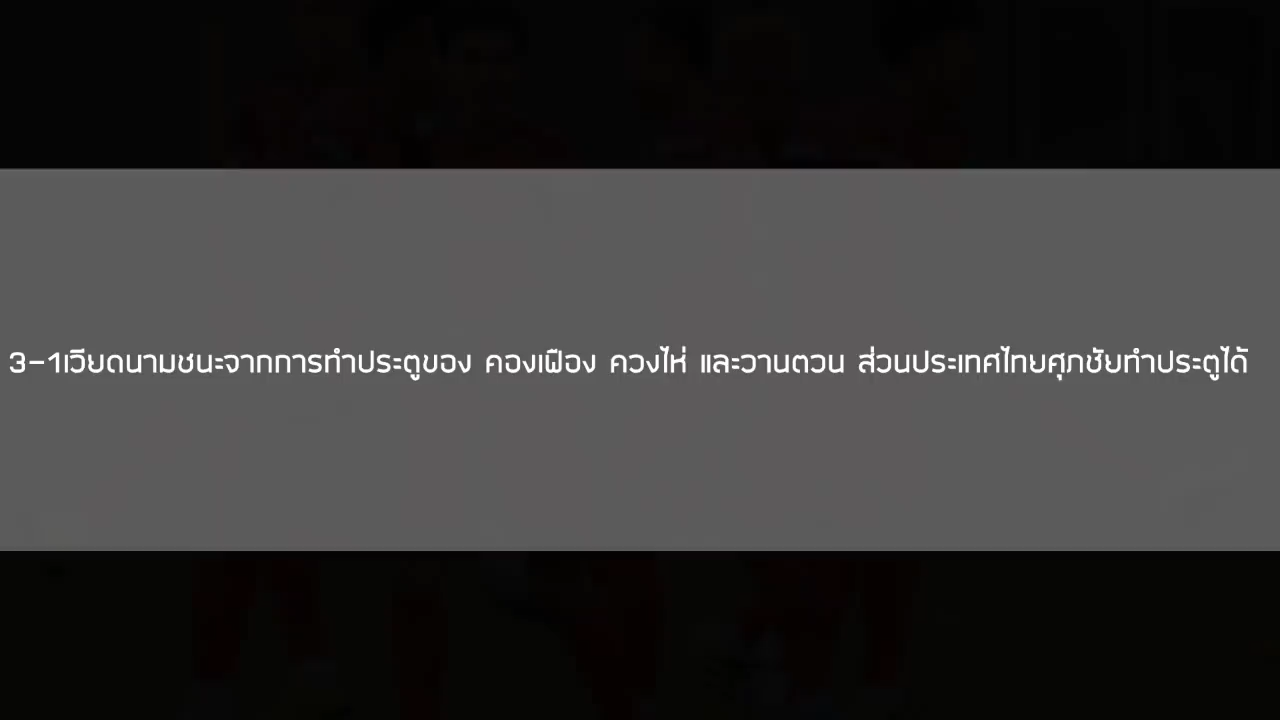 3-1เวียดนามชนะจากการทำประตูของ คองเฟือง ควงไห่ และวานตวน ส่วนประเทศไทยศุภชัยทำประตูได้